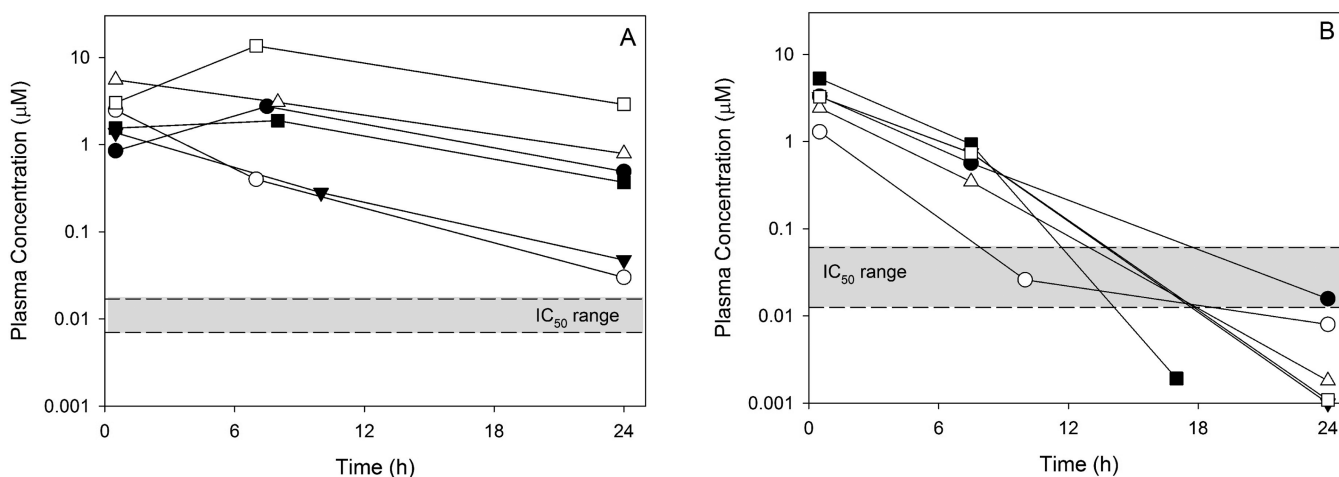 A
Plasma Concentration (μM)
10
1
0.1
0.01
0.001
IC50 range
0 6 12 18 24
Time (h)
B
Plasma Concentration (μM)
10
1
0.1
0.01
0.001
IC50 range
0 6 12 18 24
Time (h)